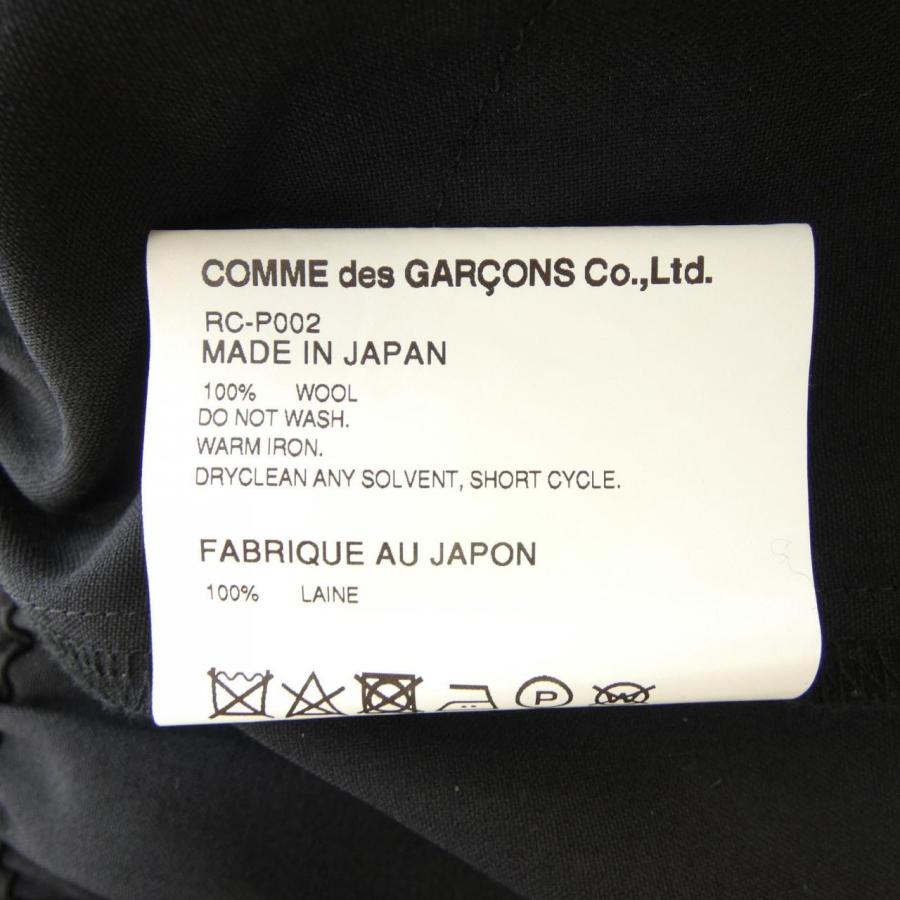 COMME des GARÇONS Co.,Ltd.
RC-P002
MADE IN JAPAN
100% WOOL
DO NOT WASH.
WARM IRON.
DRYCLEAN ANY SOLVENT, SHORT CYCLE.
FABRIQUE AU JAPON
100% LAINE
P W